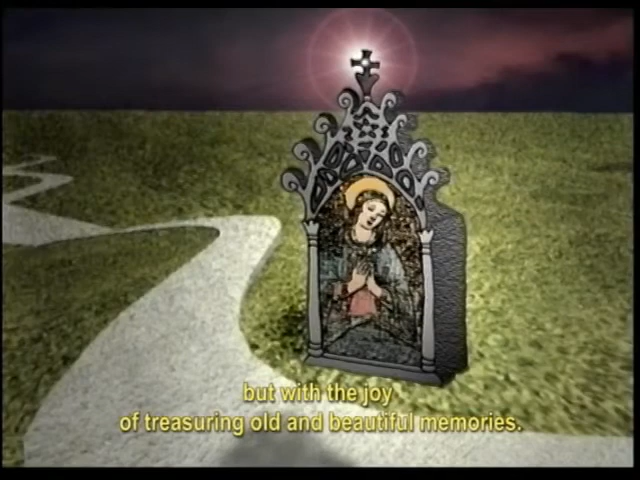 but with the joy
of treasuring old and beautiful memories.